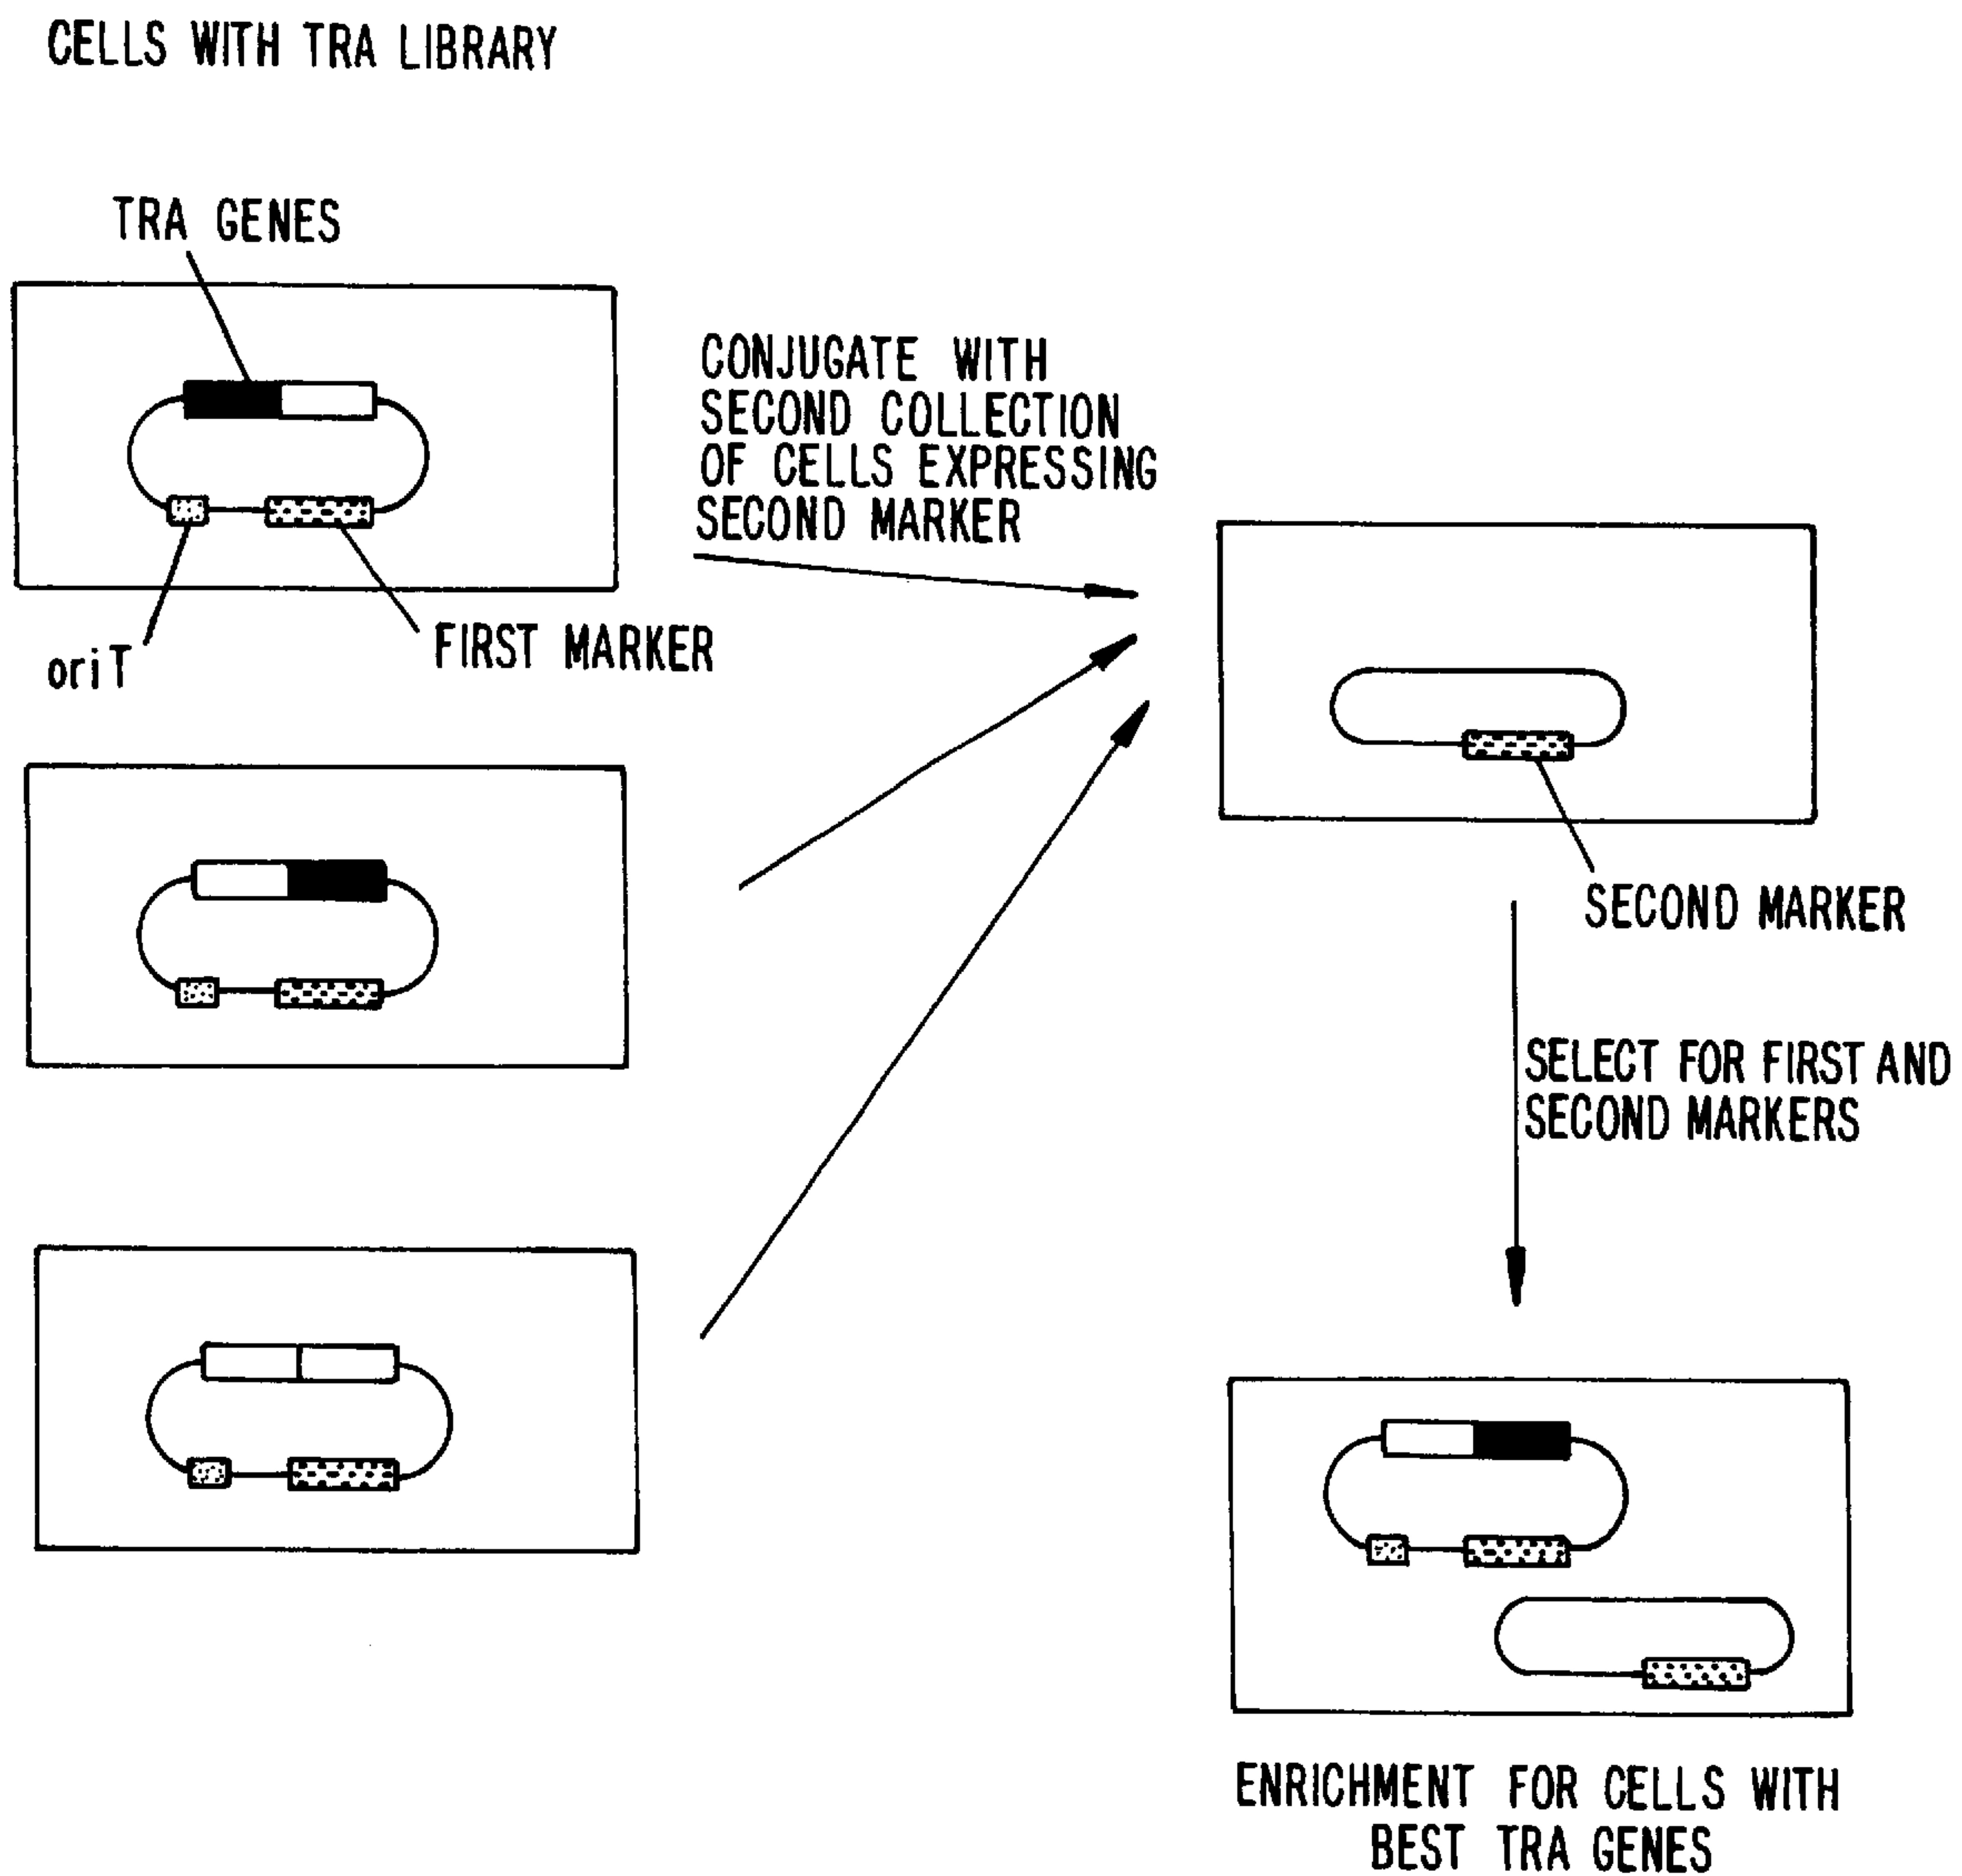 CELLS WITH TRA LIBRARY
TRA GENES
CONJUGATE WITH
SECOND COLLECTION
OF CELLS EXPRESSING
SECOND MARKER
oriT
FIRST MARKER
SECOND MARKER
SELECT FOR FIRST AND
SECOND MARKERS
ENRICHMENT FOR CELLS WITH
BEST TRA GENES